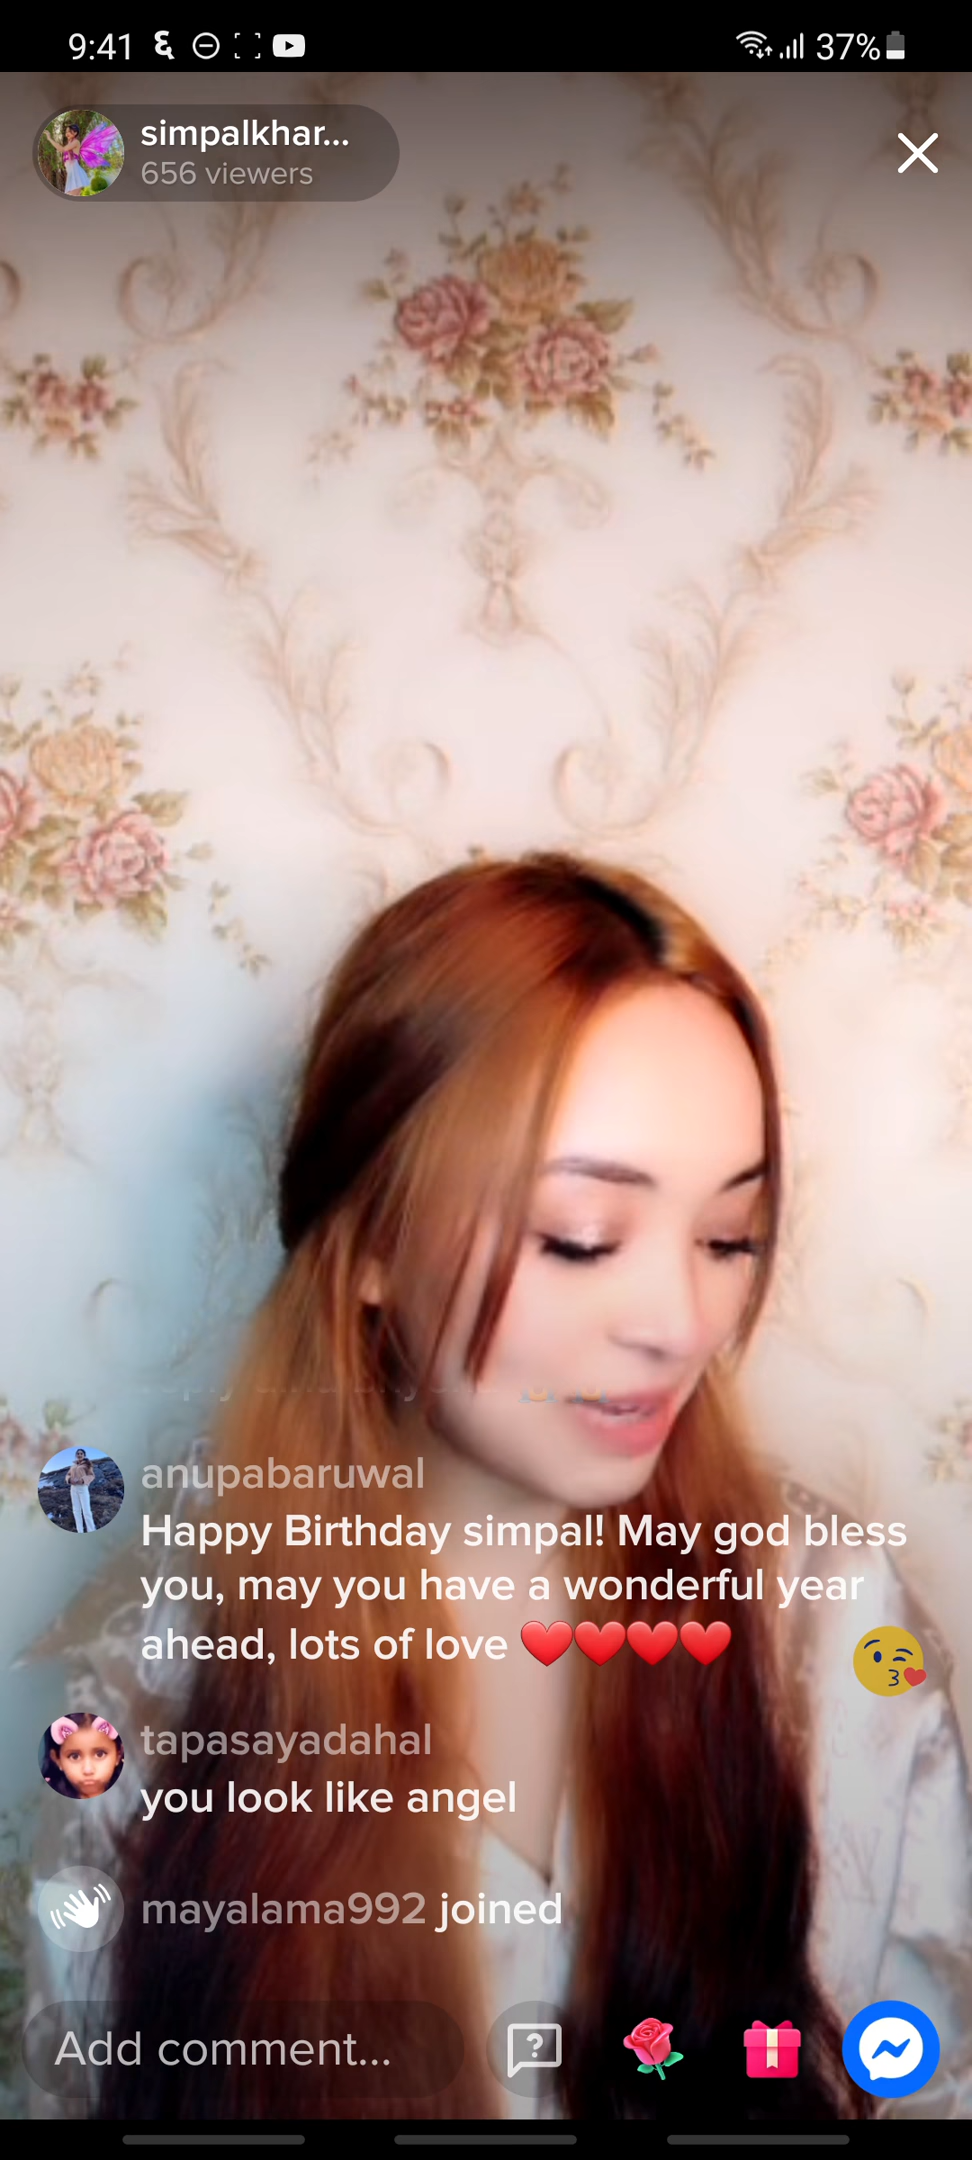 9:41
37%
simpalkhar...
656 viewers
anupabaruwal
Happy Birthday simpal! May god bless
you, may you have a wonderful year
ahead, lots of love ❤️❤️❤️❤️
tapasayadahal
you look like angel
mayalama992 joined
Add comment...